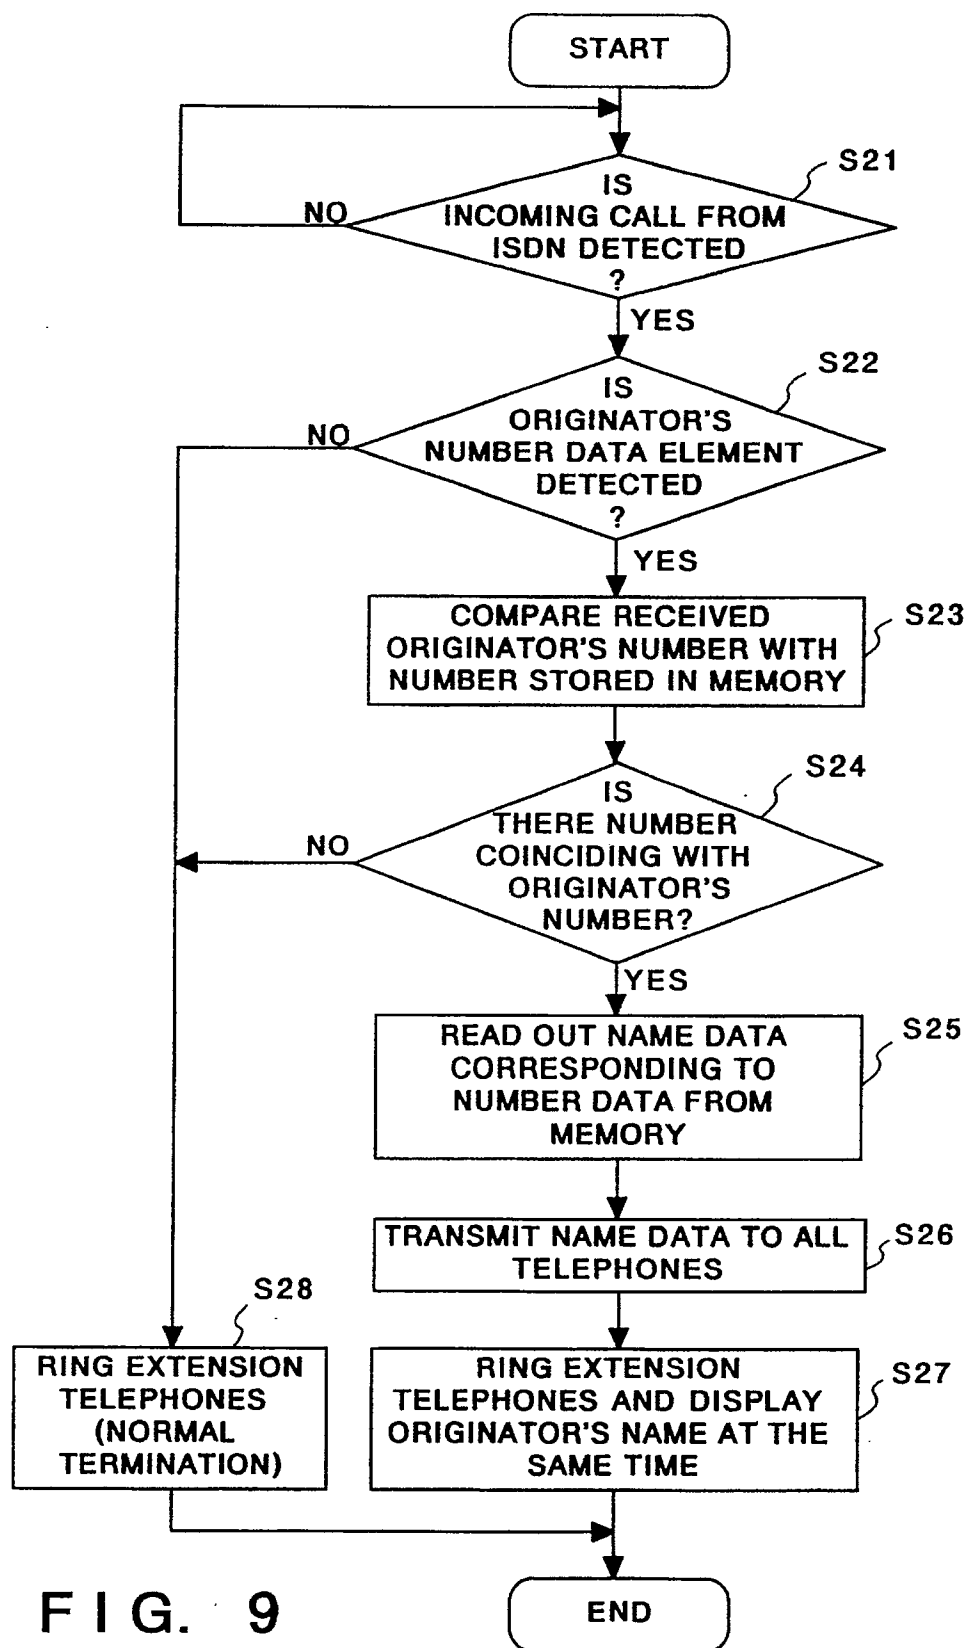 START
S21
IS
INCOMING CALL FROM
ISDN DETECTED
?
NO
YES
S22
IS
ORIGINATOR'S
NUMBER DATA ELEMENT
DETECTED
?
NO
YES
S23
COMPARE RECEIVED
ORIGINATOR'S NUMBER WITH
NUMBER STORED IN MEMORY
S24
IS
THERE NUMBER
COINCIDING WITH
ORIGINATOR'S
NUMBER?
NO
YES
S25
READ OUT NAME DATA
CORRESPONDING TO
NUMBER DATA FROM
MEMORY
S26
TRANSMIT NAME DATA TO ALL
TELEPHONES
S28
RING EXTENSION
TELEPHONES
(NORMAL
TERMINATION)
S27
RING EXTENSION
TELEPHONES AND DISPLAY
ORIGINATOR'S NAME AT THE
SAME TIME
END
FIG. 9